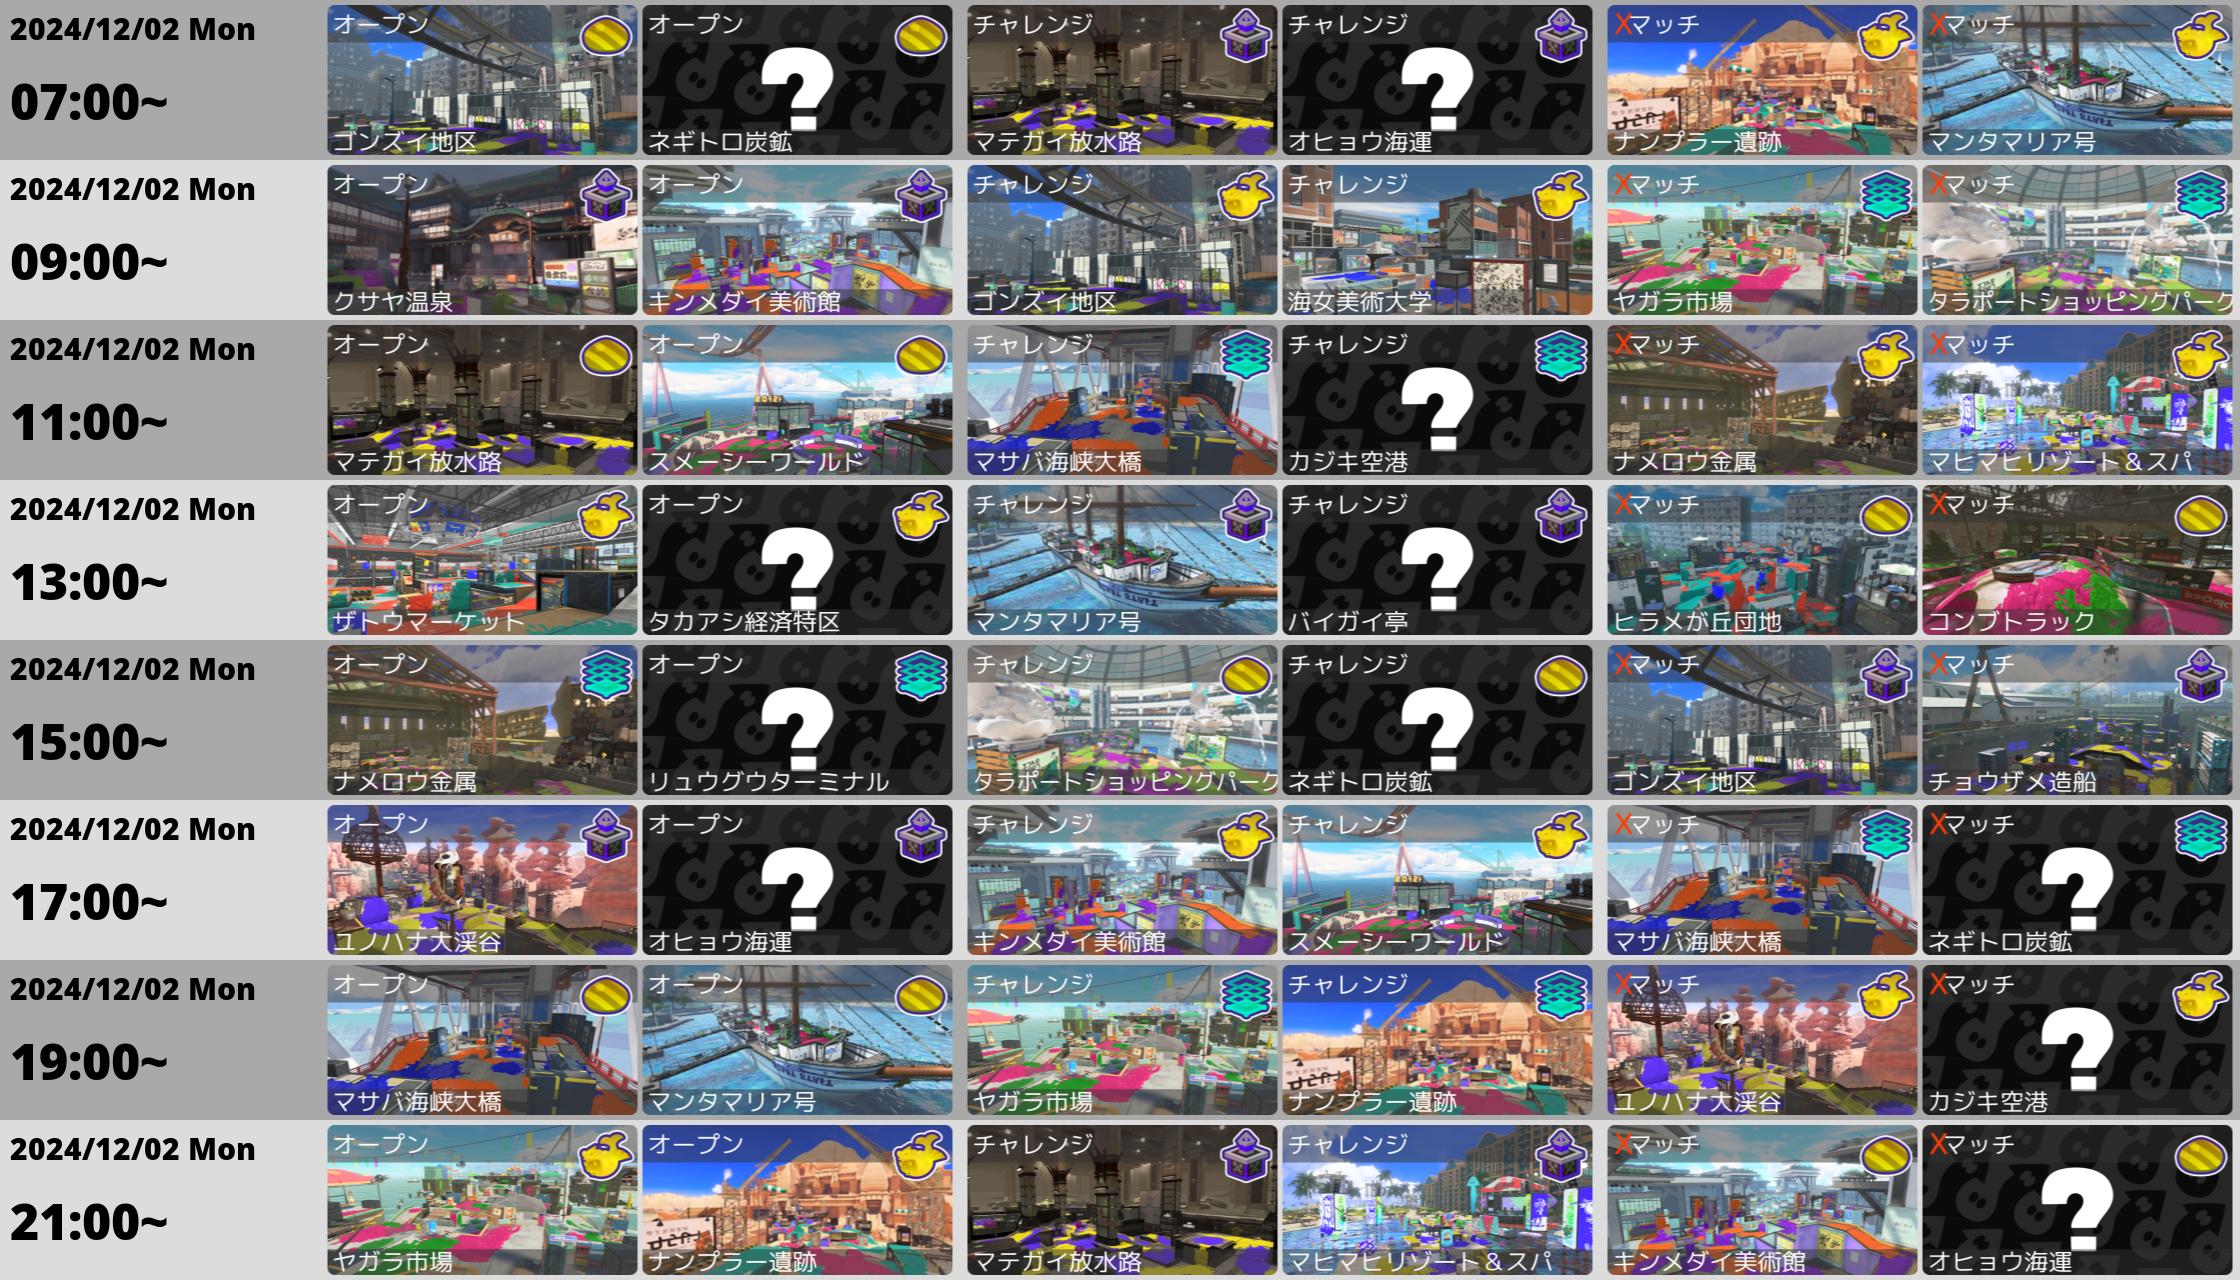 2024/12/02 Mon
07:00~
オープン
ゴンズイ地区
オープン
ネギトロ炭鉱
チャレンジ
マテガイ放水路
チャレンジ
オヒョウ海運
Xマッチ
ナンプラー遺跡
Xマッチ
マンタマリア号
2024/12/02 Mon
09:00~
オープン
クサヤ温泉
オープン
キンメダイ美術館
チャレンジ
ゴンズイ地区
チャレンジ
海女美術大学
Xマッチ
ヤガラ市場
Xマッチ
タラポートショッピングパーク
2024/12/02 Mon
11:00~
オープン
マテガイ放水路
オープン
スメーシーワールド
チャレンジ
マサバ海峡大橋
チャレンジ
カジキ空港
Xマッチ
ナメロウ金属
Xマッチ
マヒマヒリゾート＆スパ
2024/12/02 Mon
13:00~
オープン
ザトウマーケット
オープン
タカアシ経済特区
チャレンジ
マンタマリア号
チャレンジ
バイガイ亭
Xマッチ
ヒラメが丘団地
Xマッチ
コンブトラック
2024/12/02 Mon
15:00~
オープン
ナメロウ金属
オープン
リュウグウターミナル
チャレンジ
タラポートショッピングパーク
チャレンジ
ネギトロ炭鉱
Xマッチ
ゴンズイ地区
Xマッチ
チョウザメ造船
2024/12/02 Mon
17:00~
オープン
ユノハナ大渓谷
オープン
オヒョウ海運
チャレンジ
キンメダイ美術館
チャレンジ
スメーシーワールド
Xマッチ
マサバ海峡大橋
Xマッチ
ネギトロ炭鉱
2024/12/02 Mon
19:00~
オープン
マサバ海峡大橋
オープン
マンタマリア号
チャレンジ
ヤガラ市場
チャレンジ
ナンプラー遺跡
Xマッチ
ユノハナ大渓谷
Xマッチ
カジキ空港
2024/12/02 Mon
21:00~
オープン
ヤガラ市場
オープン
ナンプラー遺跡
チャレンジ
マテガイ放水路
チャレンジ
マヒマヒリゾート＆スパ
Xマッチ
キンメダイ美術館
Xマッチ
オヒョウ海運